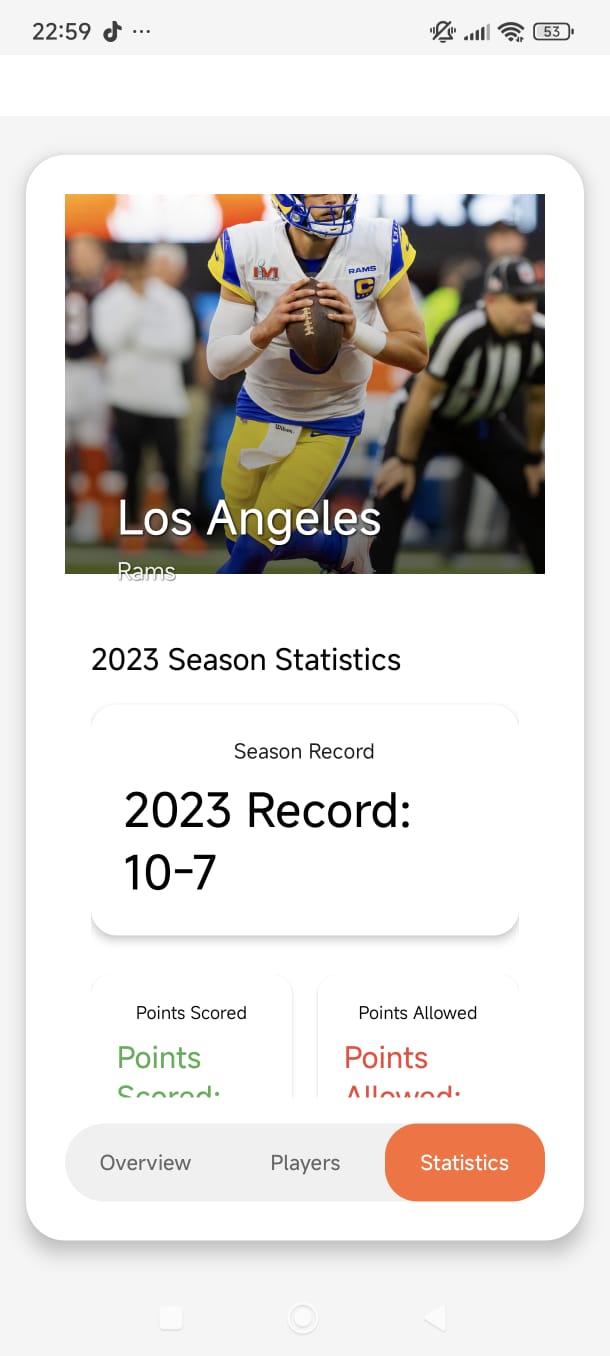 22:59
53
LVI
RAMS
C
Wilson
Los Angeles
Rams
2023 Season Statistics
Season Record
2023 Record:
10-7
Points Scored
Points Allowed
Points
Scored:
Points
Allowed:
Overview
Players
Statistics